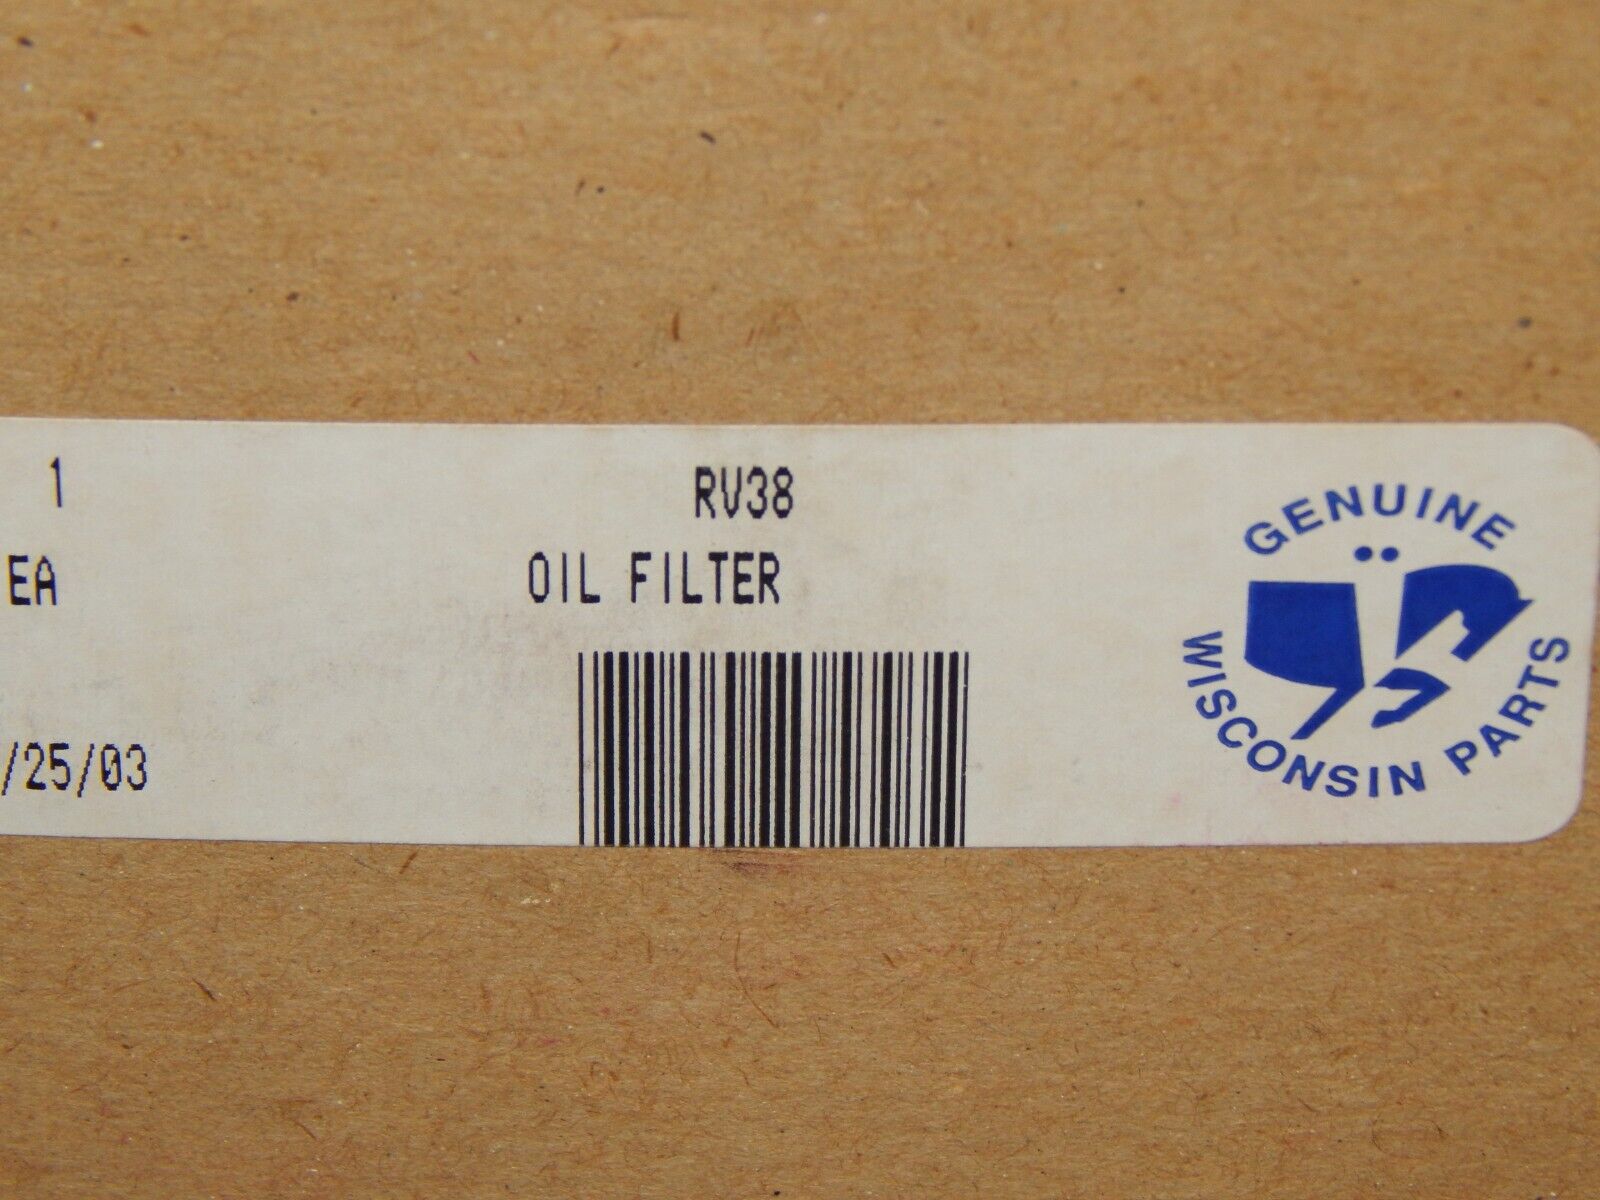 1 RV38
EA OIL FILTER
/25/03
GENUINE
WISCONSIN PARTS